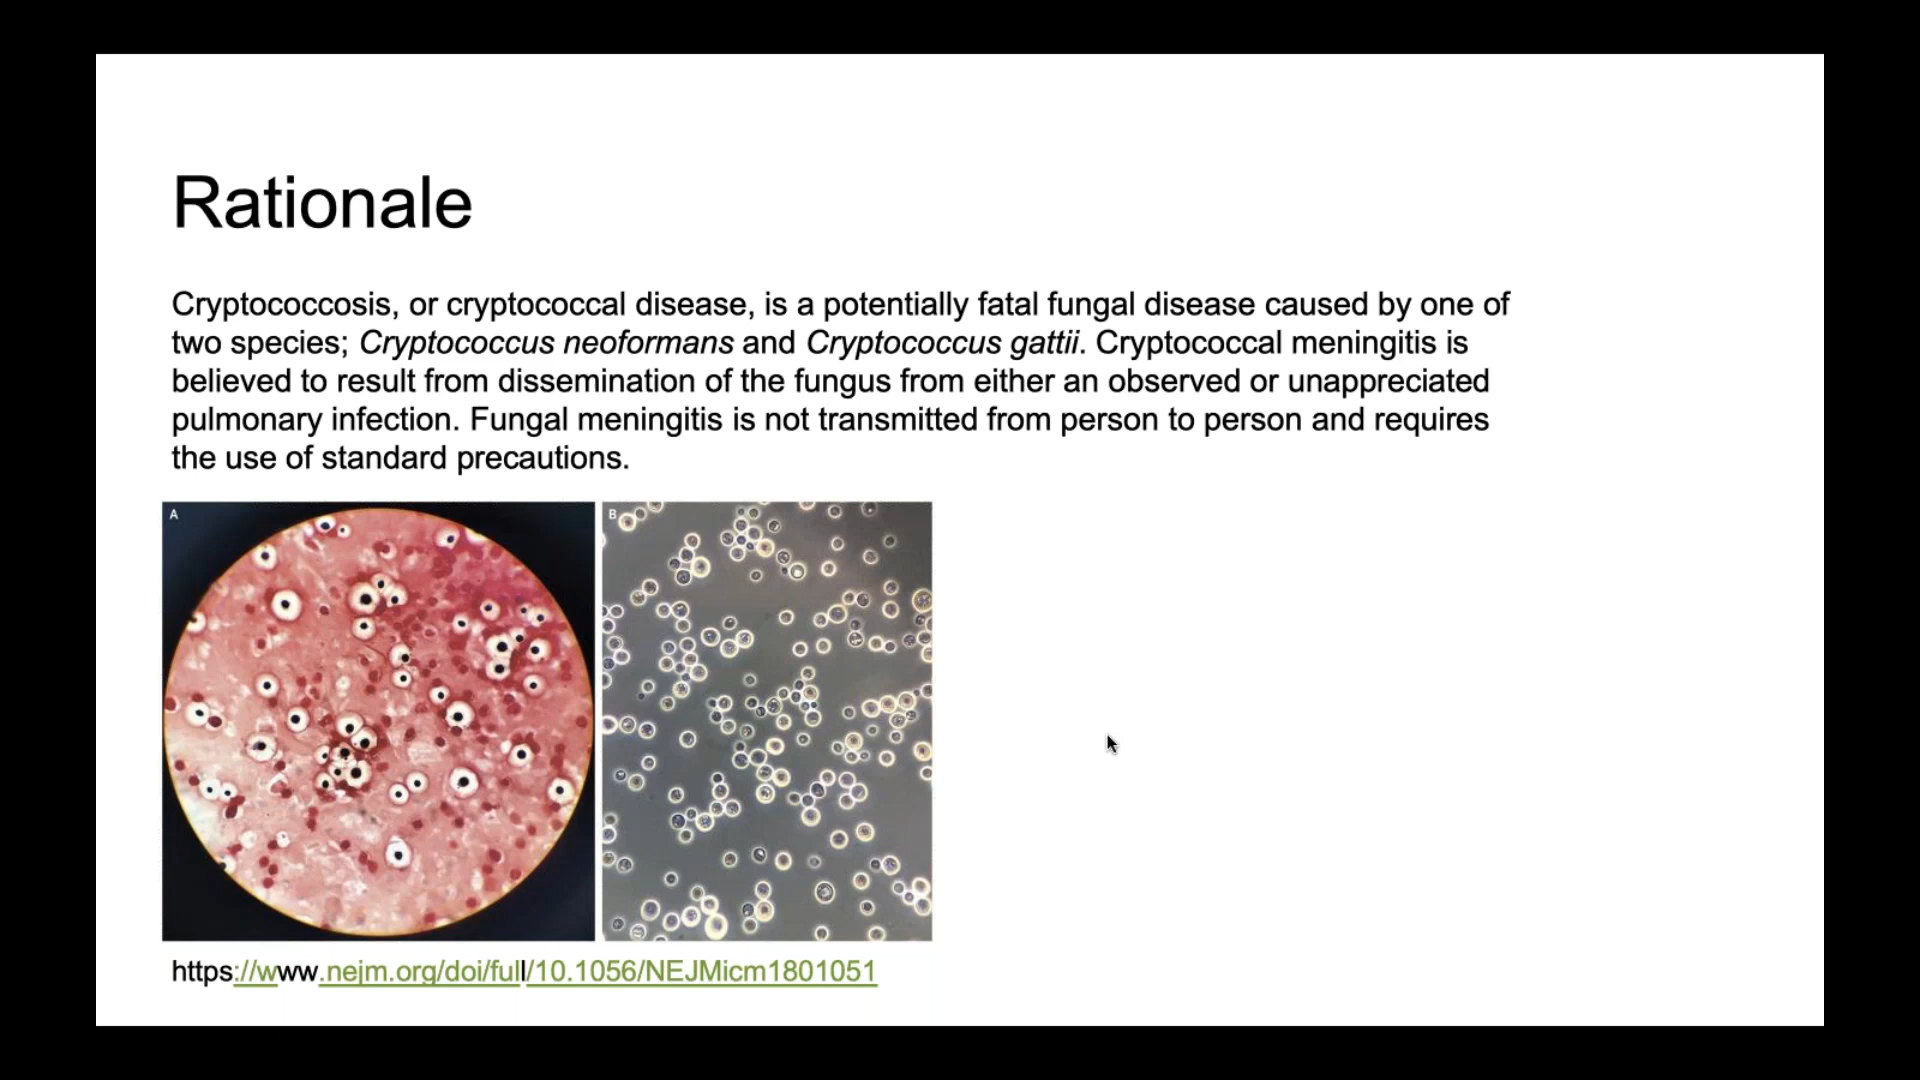 Rationale
Cryptococcosis, or cryptococcal disease, is a potentially fatal fungal disease caused by one of
two species; Cryptococcus neoformans and Cryptococcus gattii. Cryptococcal meningitis is
believed to result from dissemination of the fungus from either an observed or unappreciated
pulmonary infection. Fungal meningitis is not transmitted from person to person and requires
the use of standard precautions.
A
B
https://www.nejm.org/doi/full/10.1056/NEJMicm1801051